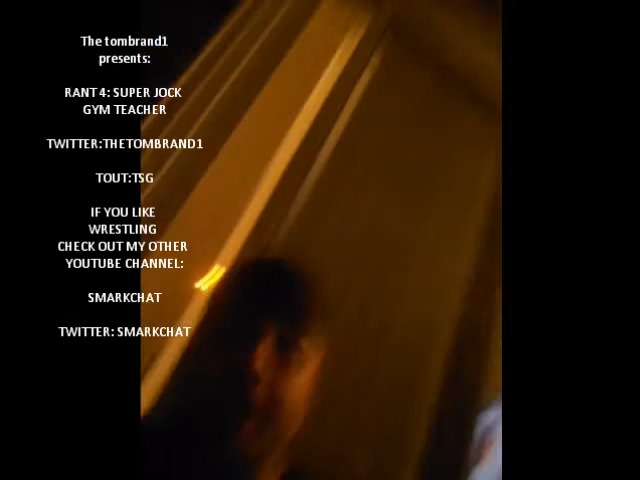 The tombrand1
presents:
RANT 4: SUPER JOCK
GYM TEACHER
TWITTER:THETOMBRAND1
TOUT:TSG
IF YOU LIKE
WRESTLING
CHECK OUT MY OTHER
YOUTUBE CHANNEL:
SMARKCHAT
TWITTER: SMARKCHAT